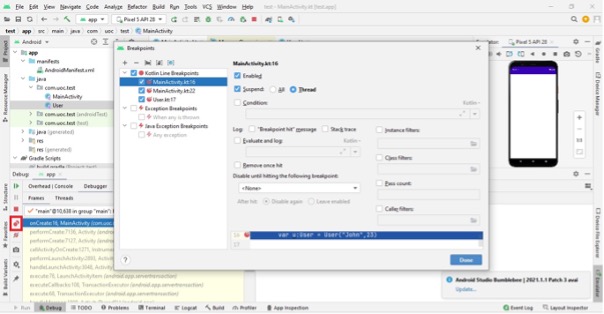 File Edit View Navigate Code Analyze Refactor Build Run Tools VCS Window Help test - MainActivity.kt [test.app]
app Pixel 5 API 28
test app src main java com uoc test MainActivity
Android
app
manifests
AndroidManifest.xml
java
com.uoc.test
MainActivity
User
com.uoc.test (androidTest)
com.uoc.test (test)
java (generated)
res
res (generated)
Gradle Scripts
Project
Resource Manager
Structure
Favorites
Build Variants
Breakpoints
Kotlin Line Breakpoints
MainActivity.kt:16
MainActivity.kt:22
User.kt:17
Exception Breakpoints
When any is thrown
Java Exception Breakpoints
Any exception
MainActivity.kt:16
Enabled
Suspend: All Thread
Condition:
Kotlin
Log: "Breakpoint hit" message Stack trace
Evaluate and log:
Kotlin
Remove once hit
Disable until hitting the following breakpoint:
<None>
After hit: Disable again Leave enabled
Instance filters:
Class filters:
Pass count:
Caller filters:
16 var u:User = User("John",33)
17
? Done
Pixel 5 API 28
Gradle
Device Manager
Device File Explorer
Emulator
1:1
Debug: app
Overhead | Console Debugger
Frames Threads
"main"@10,630 in group "main":
onCreate:16, MainActivity (com.uoc
performCreate:7136, Activity (android.app)
performCreate:7127, Activity (android.app)
callActivityOnCreate:1271, Instrumen
performLaunchActivity:2893, Activity
handleLaunchActivity:3048, Activity
execute:78, LaunchActivityItem (android.app.servertransaction)
executeCallbacks:108, TransactionExecutor (android.app.servertransaction)
execute:68, TransactionExecutor (android.app.servertransaction)
Android Studio Bumblebee | 2021.1.1 Patch 3 avai
Update...
Run Debug TODO Problems Terminal Logcat Build Profiler App Inspection Event Log Layout Inspector